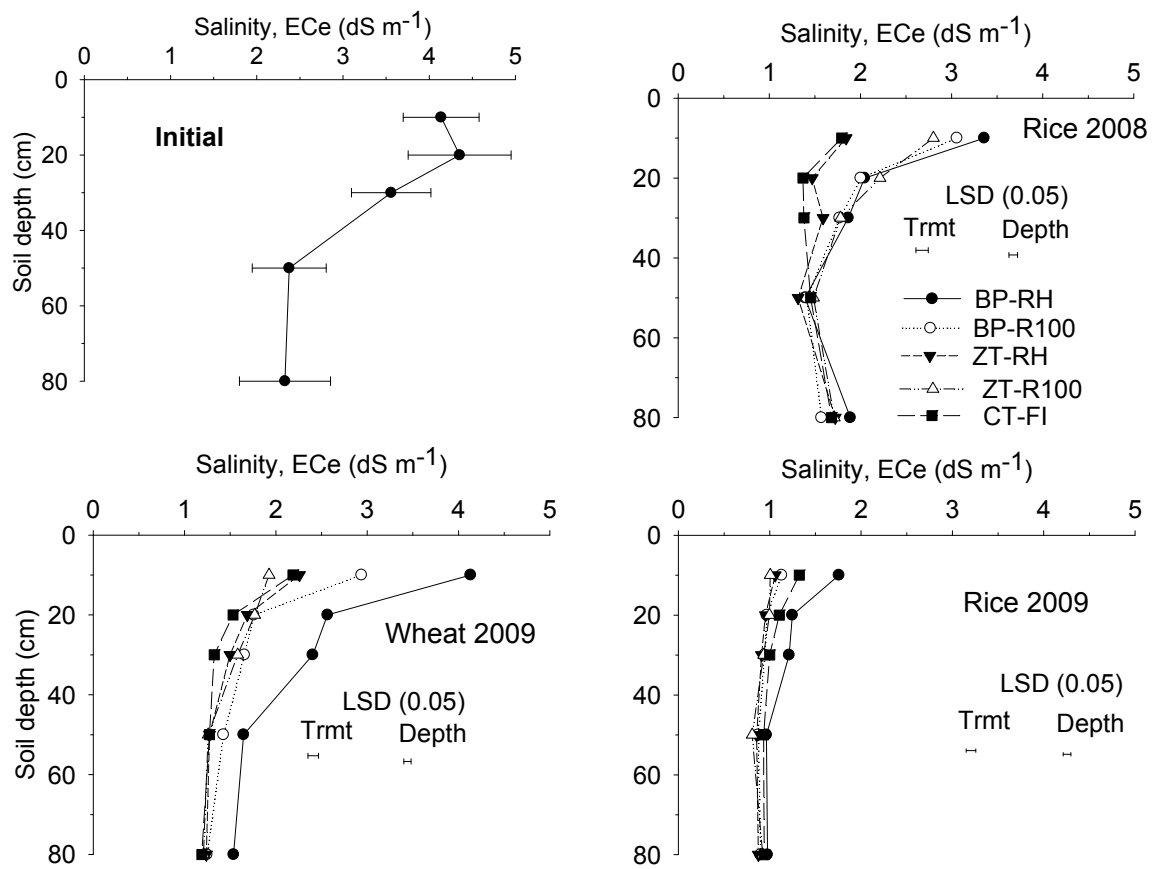 Salinity, ECe (dS m-1)
0 1 2 3 4 5
0
20
40
60
80
Soil depth (cm)
Initial
Salinity, ECe (dS m-1)
0 1 2 3 4 5
0
20
40
60
80
Rice 2008
LSD (0.05)
Trmt Depth
BP-RH
BP-R100
ZT-RH
ZT-R100
CT-FI
Salinity, ECe (dS m-1)
0 1 2 3 4 5
0
20
40
60
80
Soil depth (cm)
Wheat 2009
LSD (0.05)
Trmt Depth
Salinity, ECe (dS m-1)
0 1 2 3 4 5
0
20
40
60
80
Rice 2009
LSD (0.05)
Trmt Depth